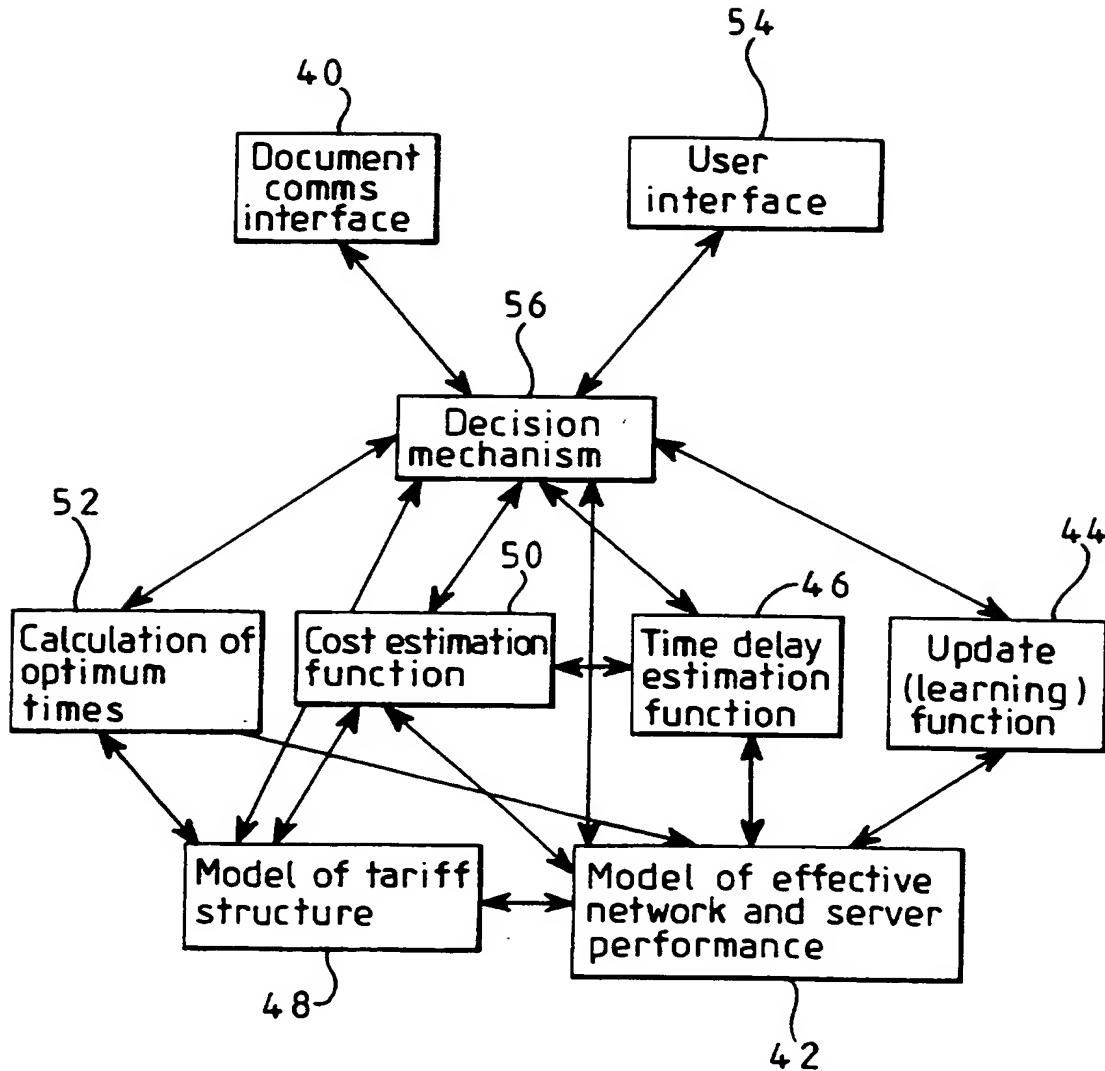 54
40
Document
comms
interface
User
interface
56
Decision
mechanism
52
50
46
44
Calculation of
optimum
times
Cost estimation
function
Time delay
estimation
function
Update
(learning)
function
Model of tariff
structure
Model of effective
network and server
performance
48
42